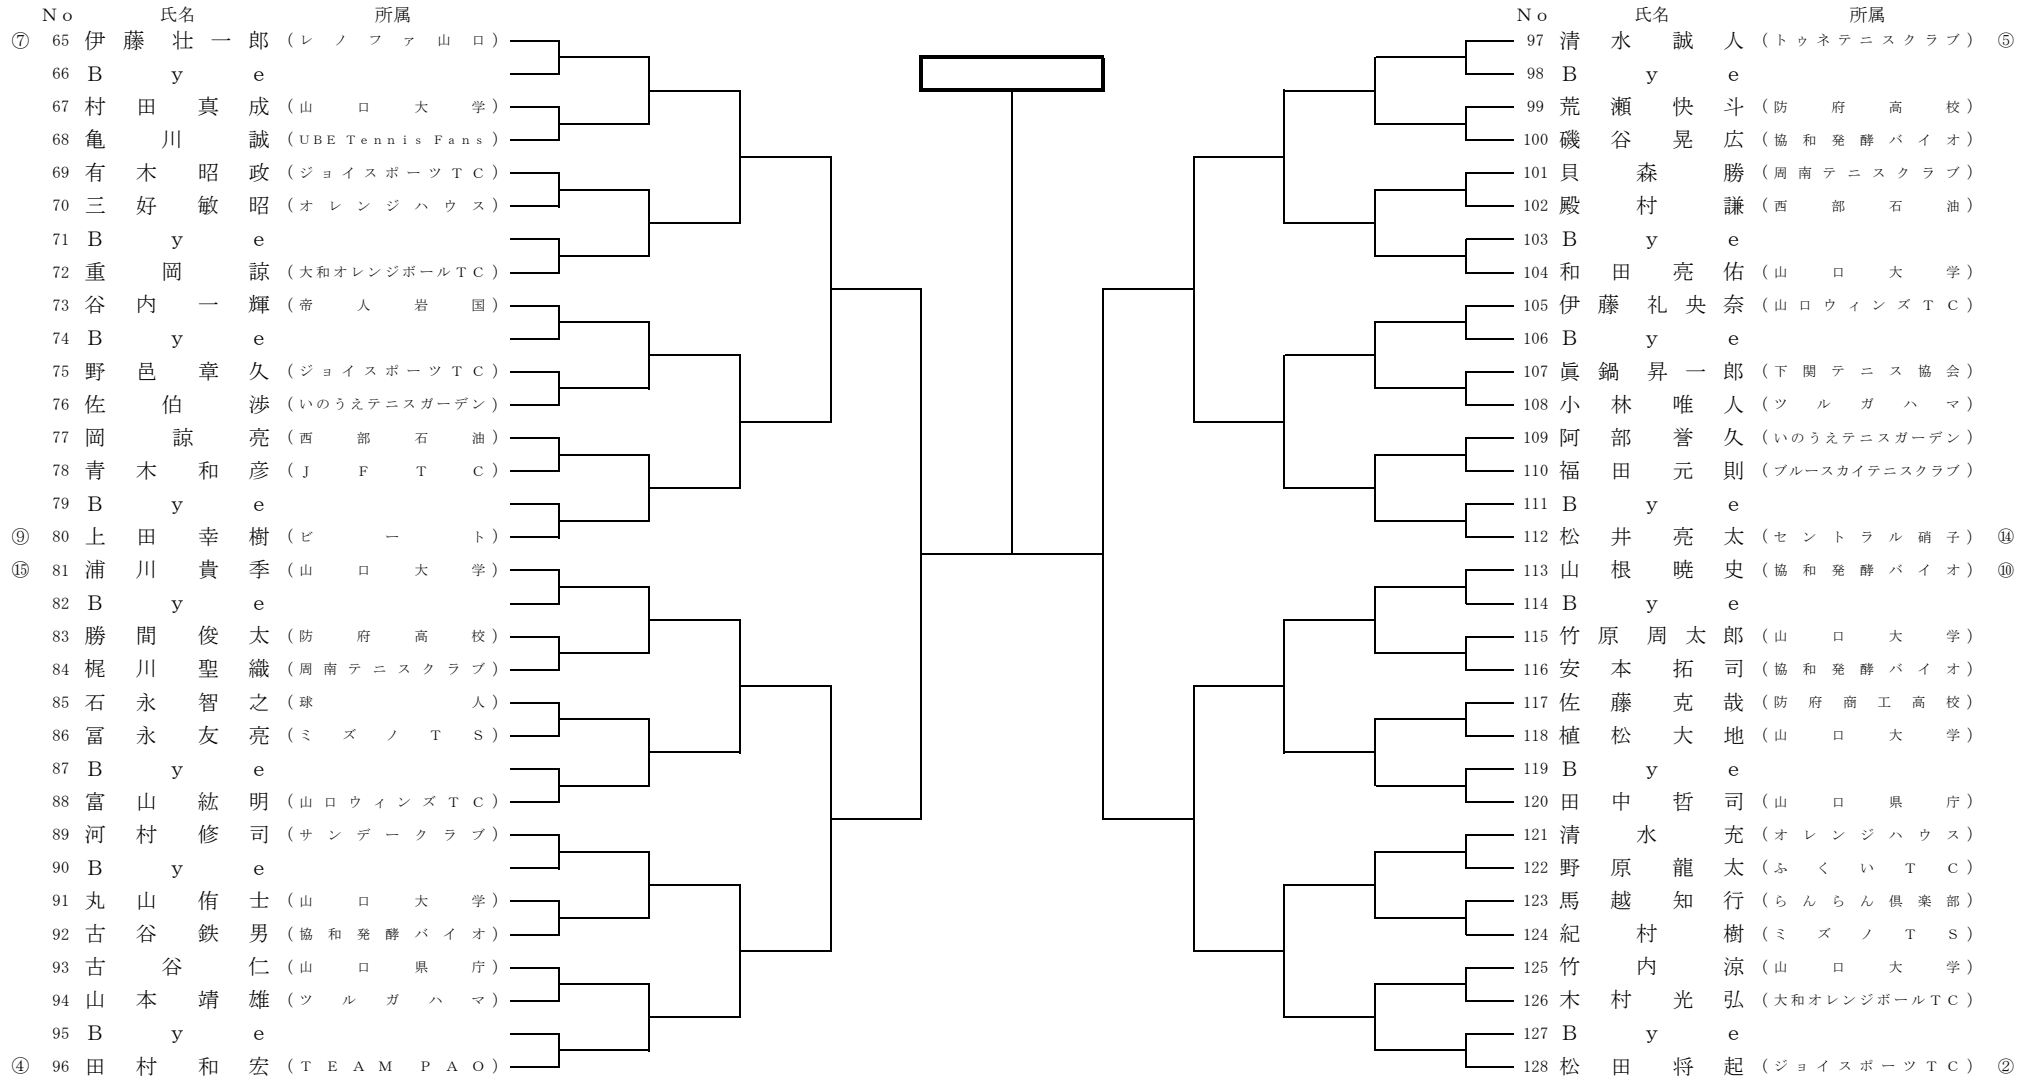 No 氏名 所属
⑦ 65 伊藤壮一郎 (レノファ山口)
66 Bye
67 村田真成 (山口大学)
68 亀川誠 (UBE Tennis Fans)
69 有木昭政 (ジョイスポーツTC)
70 三好敏昭 (オレンジハウス)
71 Bye
72 重岡諒 (大和オレンジボールTC)
73 谷内一輝 (帝人岩国)
74 Bye
75 野邑章久 (ジョイスポーツTC)
76 佐伯渉 (いのうえテニスガーデン)
77 岡諒亮 (西部石油)
78 青木和彦 (JFTC)
79 Bye
⑨ 80 上田幸樹 (ビート)
⑮ 81 浦川貴季 (山口大学)
82 Bye
83 勝間俊太 (防府高校)
84 梶川聖織 (周南テニスクラブ)
85 石永智之 (球人)
86 冨永友亮 (ミズノTS)
87 Bye
88 富山紘明 (山口ウィンズTC)
89 河村修司 (サンデークラブ)
90 Bye
91 丸山侑士 (山口大学)
92 古谷鉄男 (協和発酵バイオ)
93 古谷仁 (山口県庁)
94 山本靖雄 (ツルガハマ)
95 Bye
④ 96 田村和宏 (TEAM PAO)
No 氏名 所属
97 清水誠人 (トゥネテニスクラブ) ⑤
98 Bye
99 荒瀬快斗 (防府高校)
100 磯谷晃広 (協和発酵バイオ)
101 貝森勝 (周南テニスクラブ)
102 殿村謙 (西部石油)
103 Bye
104 和田亮佑 (山口大学)
105 伊藤礼央奈 (山口ウィンズTC)
106 Bye
107 眞鍋昇一郎 (下関テニス協会)
108 小林唯人 (ツルガハマ)
109 阿部誉久 (いのうえテニスガーデン)
110 福田元則 (ブルースカイテニスクラブ)
111 Bye
112 松井亮太 (セントラル硝子) ⑭
113 山根暁史 (協和発酵バイオ) ⑩
114 Bye
115 竹原周太郎 (山口大学)
116 安本拓司 (協和発酵バイオ)
117 佐藤克哉 (防府商工高校)
118 植松大地 (山口大学)
119 Bye
120 田中哲司 (山口県庁)
121 清水充 (オレンジハウス)
122 野原龍太 (ふくいTC)
123 馬越知行 (らんらん倶楽部)
124 紀村樹 (ミズノTS)
125 竹内涼 (山口大学)
126 木村光弘 (大和オレンジボールTC)
127 Bye
128 松田将起 (ジョイスポーツTC) ②